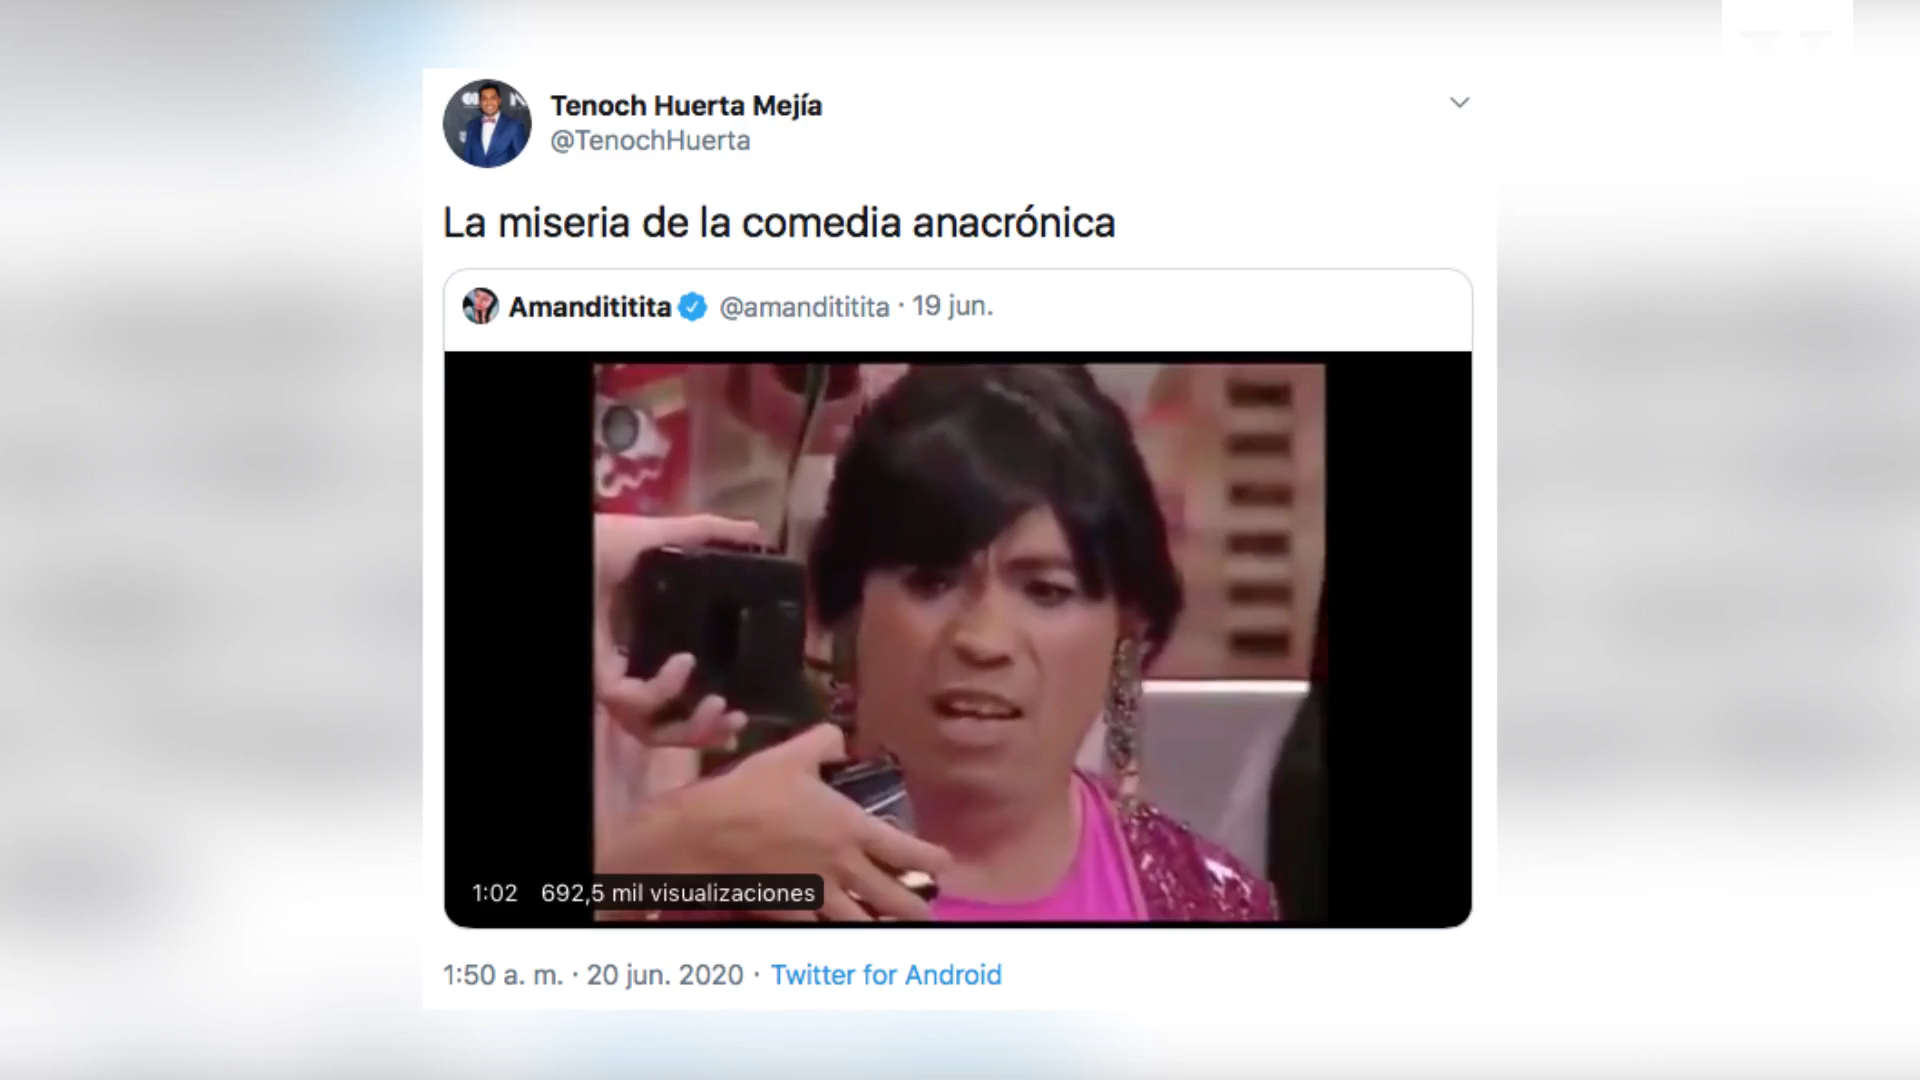 Tenoch Huerta Mejía
@TenochHuerta
La miseria de la comedia anacrónica
Amandititita @amandititita · 19 jun.
1:02 692,5 mil visualizaciones
1:50 a. m. · 20 jun. 2020 · Twitter for Android